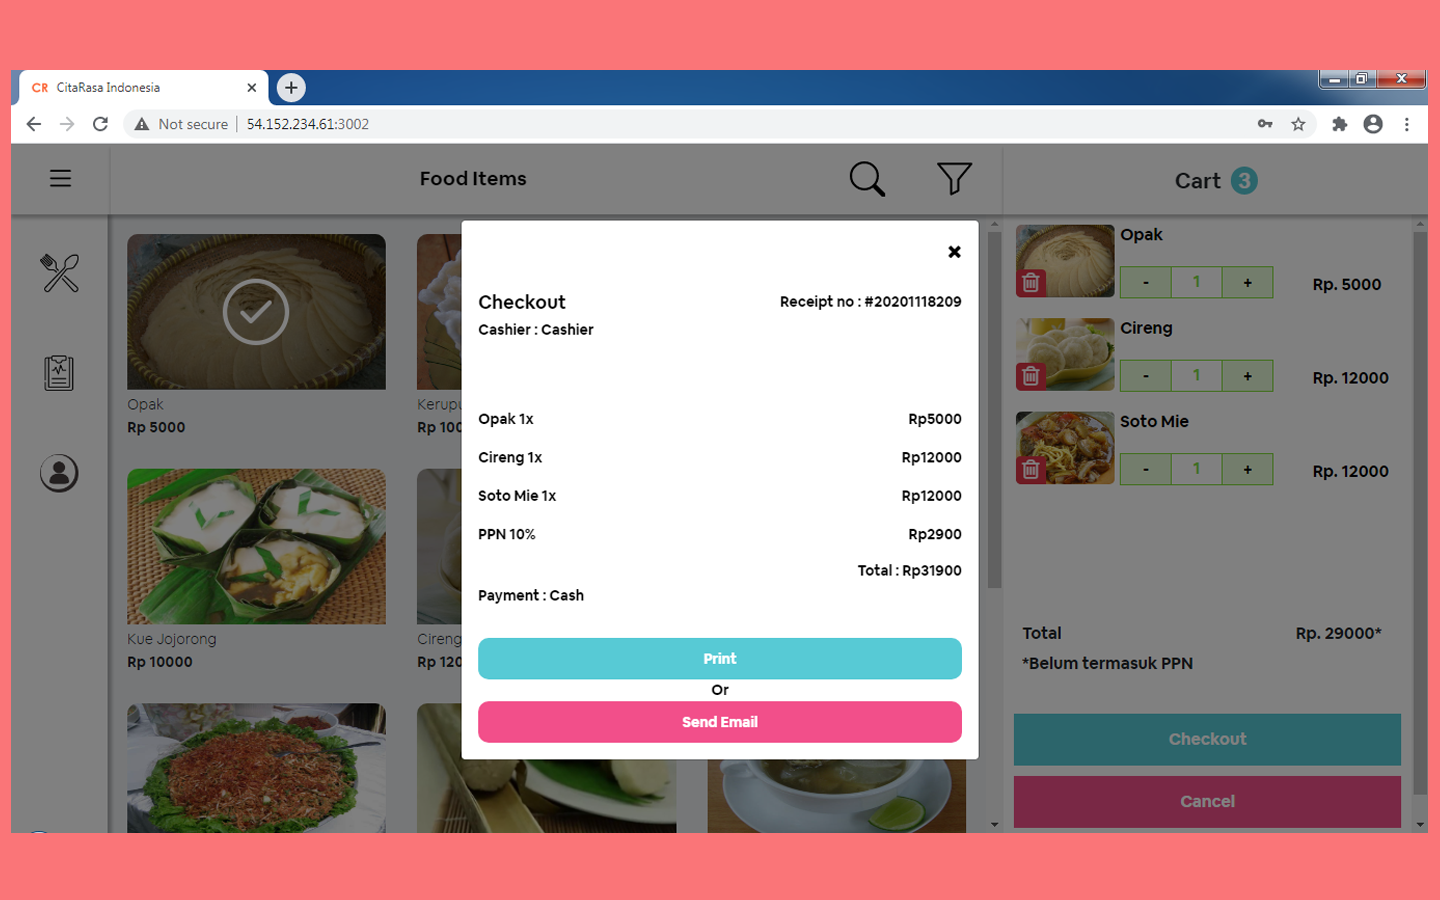 CR CitaRasa Indonesia
Not secure
54.152.234.61:3002
Food Items
Cart 3
Opak
Rp 5000
Kerupu
Rp 100
Kue Jojorong
Rp 10000
Cireng
Rp 120
×
Checkout
Receipt no : #20201118209
Cashier : Cashier
Opak 1x
Rp5000
Cireng 1x
Rp12000
Soto Mie 1x
Rp12000
PPN 10%
Rp2900
Total : Rp31900
Payment : Cash
Print
Or
Send Email
Opak
- 1 +
Rp. 5000
Cireng
- 1 +
Rp. 12000
Soto Mie
- 1 +
Rp. 12000
Total
Rp. 29000*
*Belum termasuk PPN
Checkout
Cancel